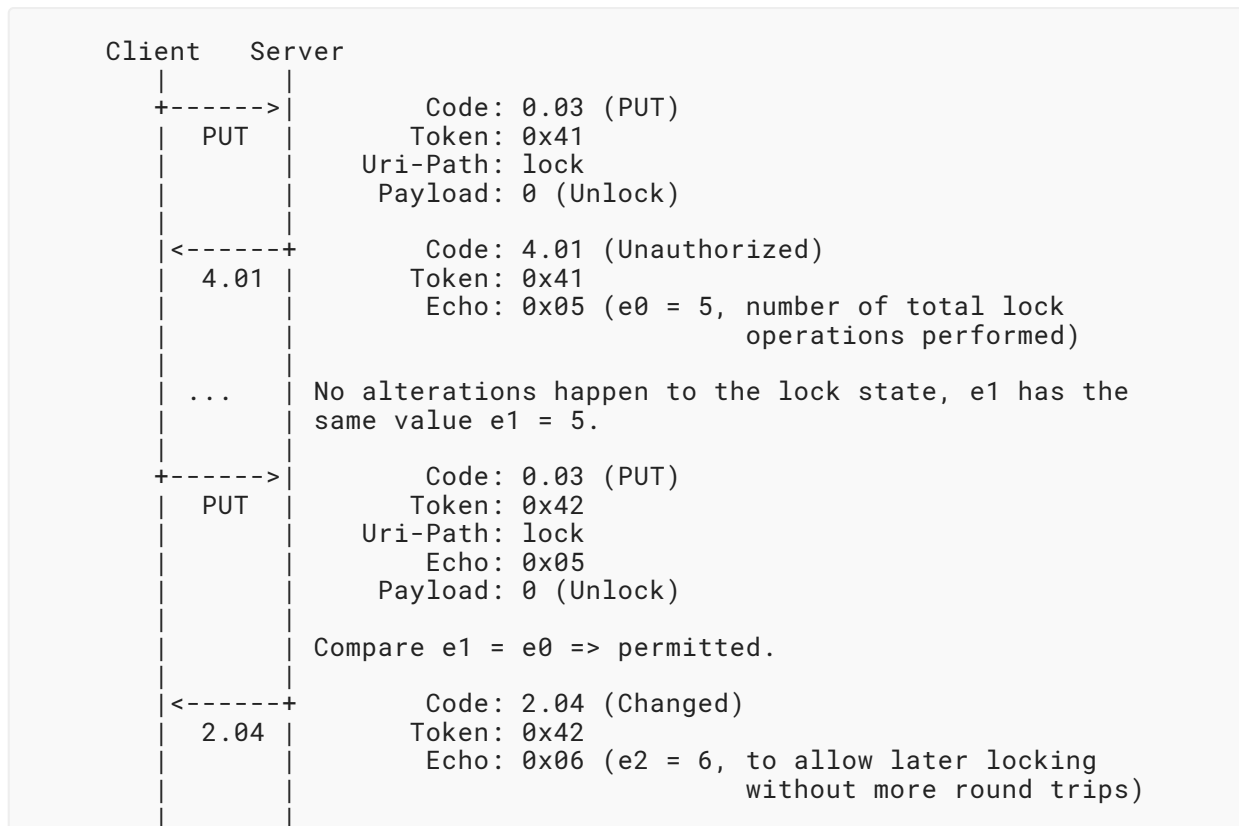 Client   Server
   |        |
   +------>|         Code: 0.03 (PUT)
   |  PUT   |        Token: 0x41
   |        |     Uri-Path: lock
   |        |      Payload: 0 (Unlock)
   |        |
   |<------+         Code: 4.01 (Unauthorized)
   |  4.01  |        Token: 0x41
   |        |         Echo: 0x05 (e0 = 5, number of total lock
   |        |                             operations performed)
   |        |
   |  ...   | No alterations happen to the lock state, e1 has the
   |        | same value e1 = 5.
   |        |
   +------>|         Code: 0.03 (PUT)
   |  PUT   |        Token: 0x42
   |        |     Uri-Path: lock
   |        |         Echo: 0x05
   |        |      Payload: 0 (Unlock)
   |        |
   |        | Compare e1 = e0 => permitted.
   |        |
   |<------+         Code: 2.04 (Changed)
   |  2.04  |        Token: 0x42
   |        |         Echo: 0x06 (e2 = 6, to allow later locking
   |        |                             without more round trips)
   |        |